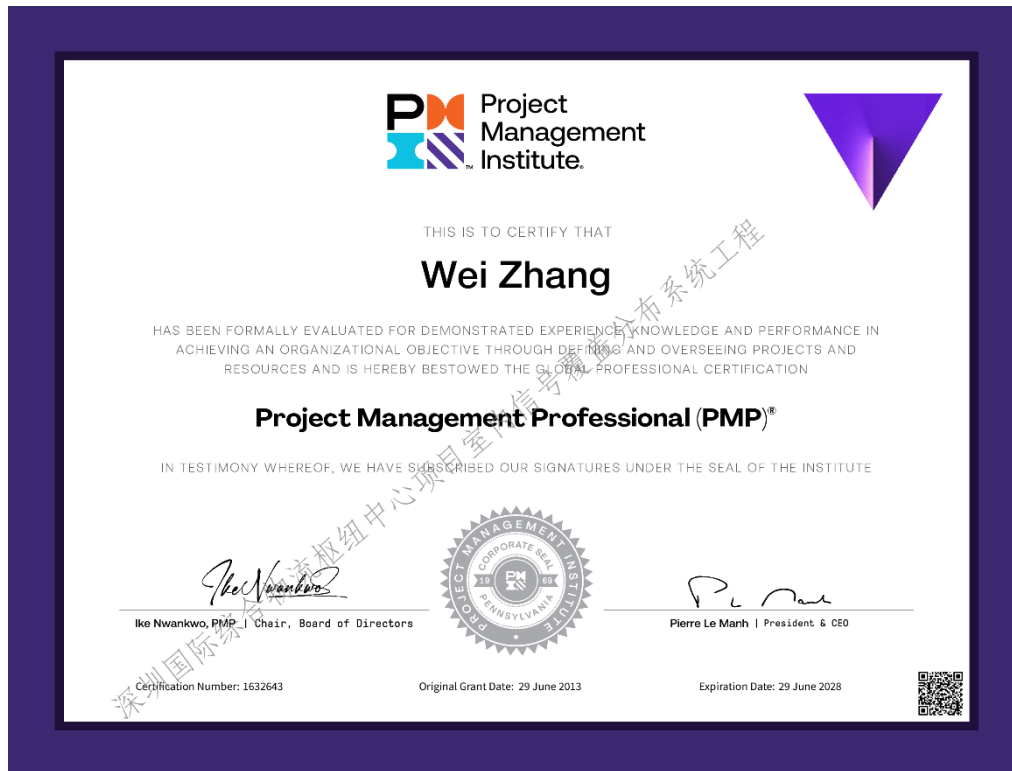 Project
Management
Institute.
THIS IS TO CERTIFY THAT
Wei Zhang
HAS BEEN FORMALLY EVALUATED FOR DEMONSTRATED EXPERIENCE, KNOWLEDGE AND PERFORMANCE IN
ACHIEVING AN ORGANIZATIONAL OBJECTIVE THROUGH DEFINING AND OVERSEEING PROJECTS AND
RESOURCES AND IS HEREBY BESTOWED THE GLOBAL PROFESSIONAL CERTIFICATION
Project Management Professional (PMP)®
IN TESTIMONY WHEREOF, WE HAVE SUBSCRIBED OUR SIGNATURES UNDER THE SEAL OF THE INSTITUTE
PROJECT MANAGEMENT INSTITUTE
CORPORATE SEAL
19 69
PENNSYLVANIA
Ike Nwankwo
Ike Nwankwo, PMP | Chair, Board of Directors
Pierre Le Manh | President & CEO
Certification Number: 1632643
Original Grant Date: 29 June 2013
Expiration Date: 29 June 2028
深圳国际综合物流枢纽中心项目室内信号覆盖分布系统工程